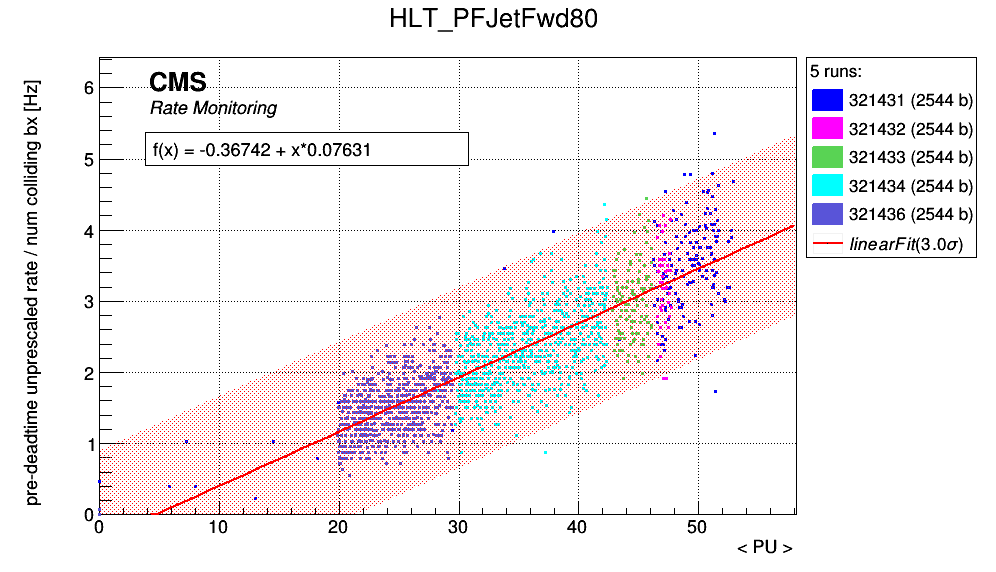 HLT_PFJetFwd80
pre-deadtime unprescaled rate / num colliding bx [Hz]
CMS
Rate Monitoring
f(x) = -0.36742 + x*0.07631
6
5
4
3
2
1
0
0 10 20 30 40 50
< PU >
5 runs:
321431 (2544 b)
321432 (2544 b)
321433 (2544 b)
321434 (2544 b)
321436 (2544 b)
linearFit(3.0σ)